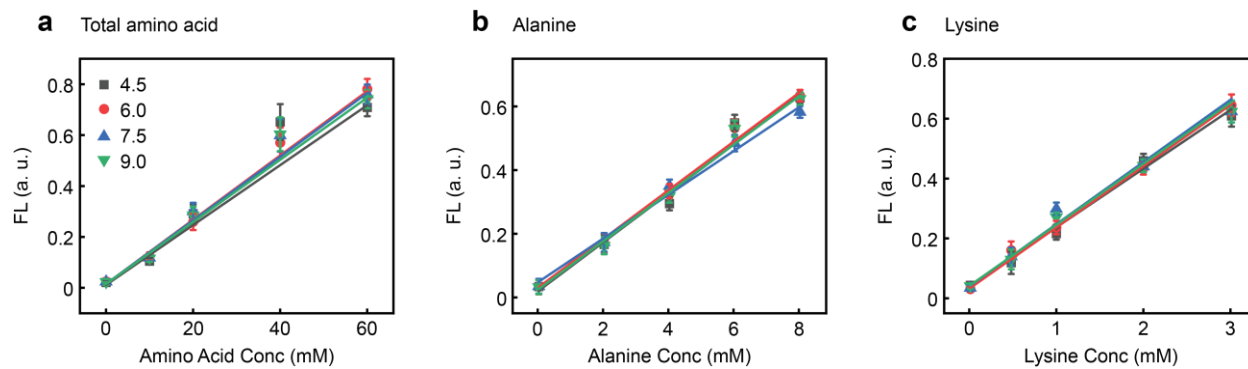 a Total amino acid
FL (a. u.)
0.8
0.6
0.4
0.2
0
4.5
6.0
7.5
9.0
0 20 40 60
Amino Acid Conc (mM)
b Alanine
FL (a. u.)
0.6
0.4
0.2
0
0 2 4 6 8
Alanine Conc (mM)
c Lysine
FL (a. u.)
0.8
0.6
0.4
0.2
0
0 1 2 3
Lysine Conc (mM)